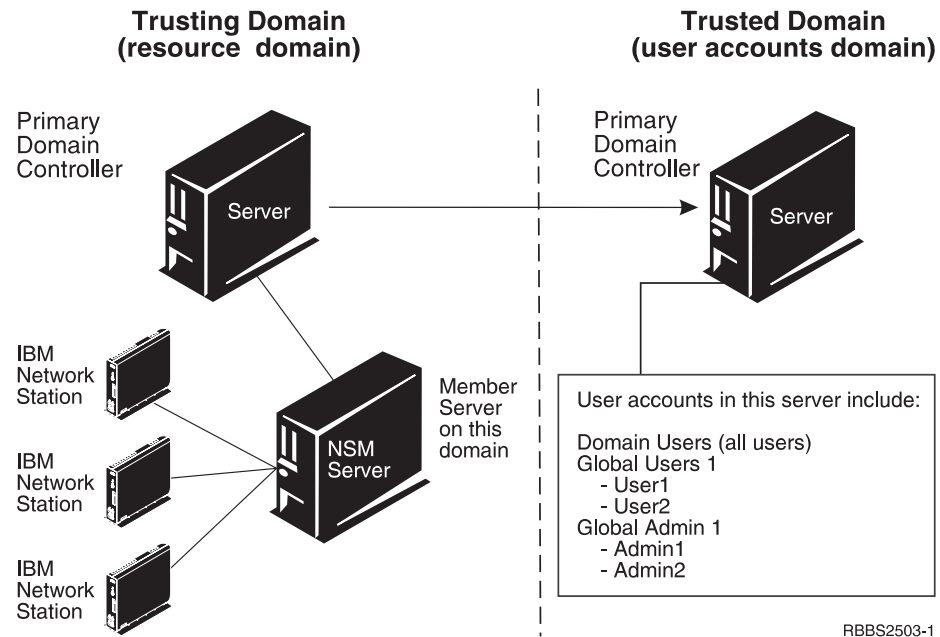 Trusting Domain
(resource domain)
Trusted Domain
(user accounts domain)
Primary
Domain
Controller
Server
Primary
Domain
Controller
Server
IBM
Network
Station
IBM
Network
Station
IBM
Network
Station
NSM
Server
Member
Server
on this
domain
User accounts in this server include:
Domain Users (all users)
Global Users 1
- User1
- User2
Global Admin 1
- Admin1
- Admin2
RBBS2503-1